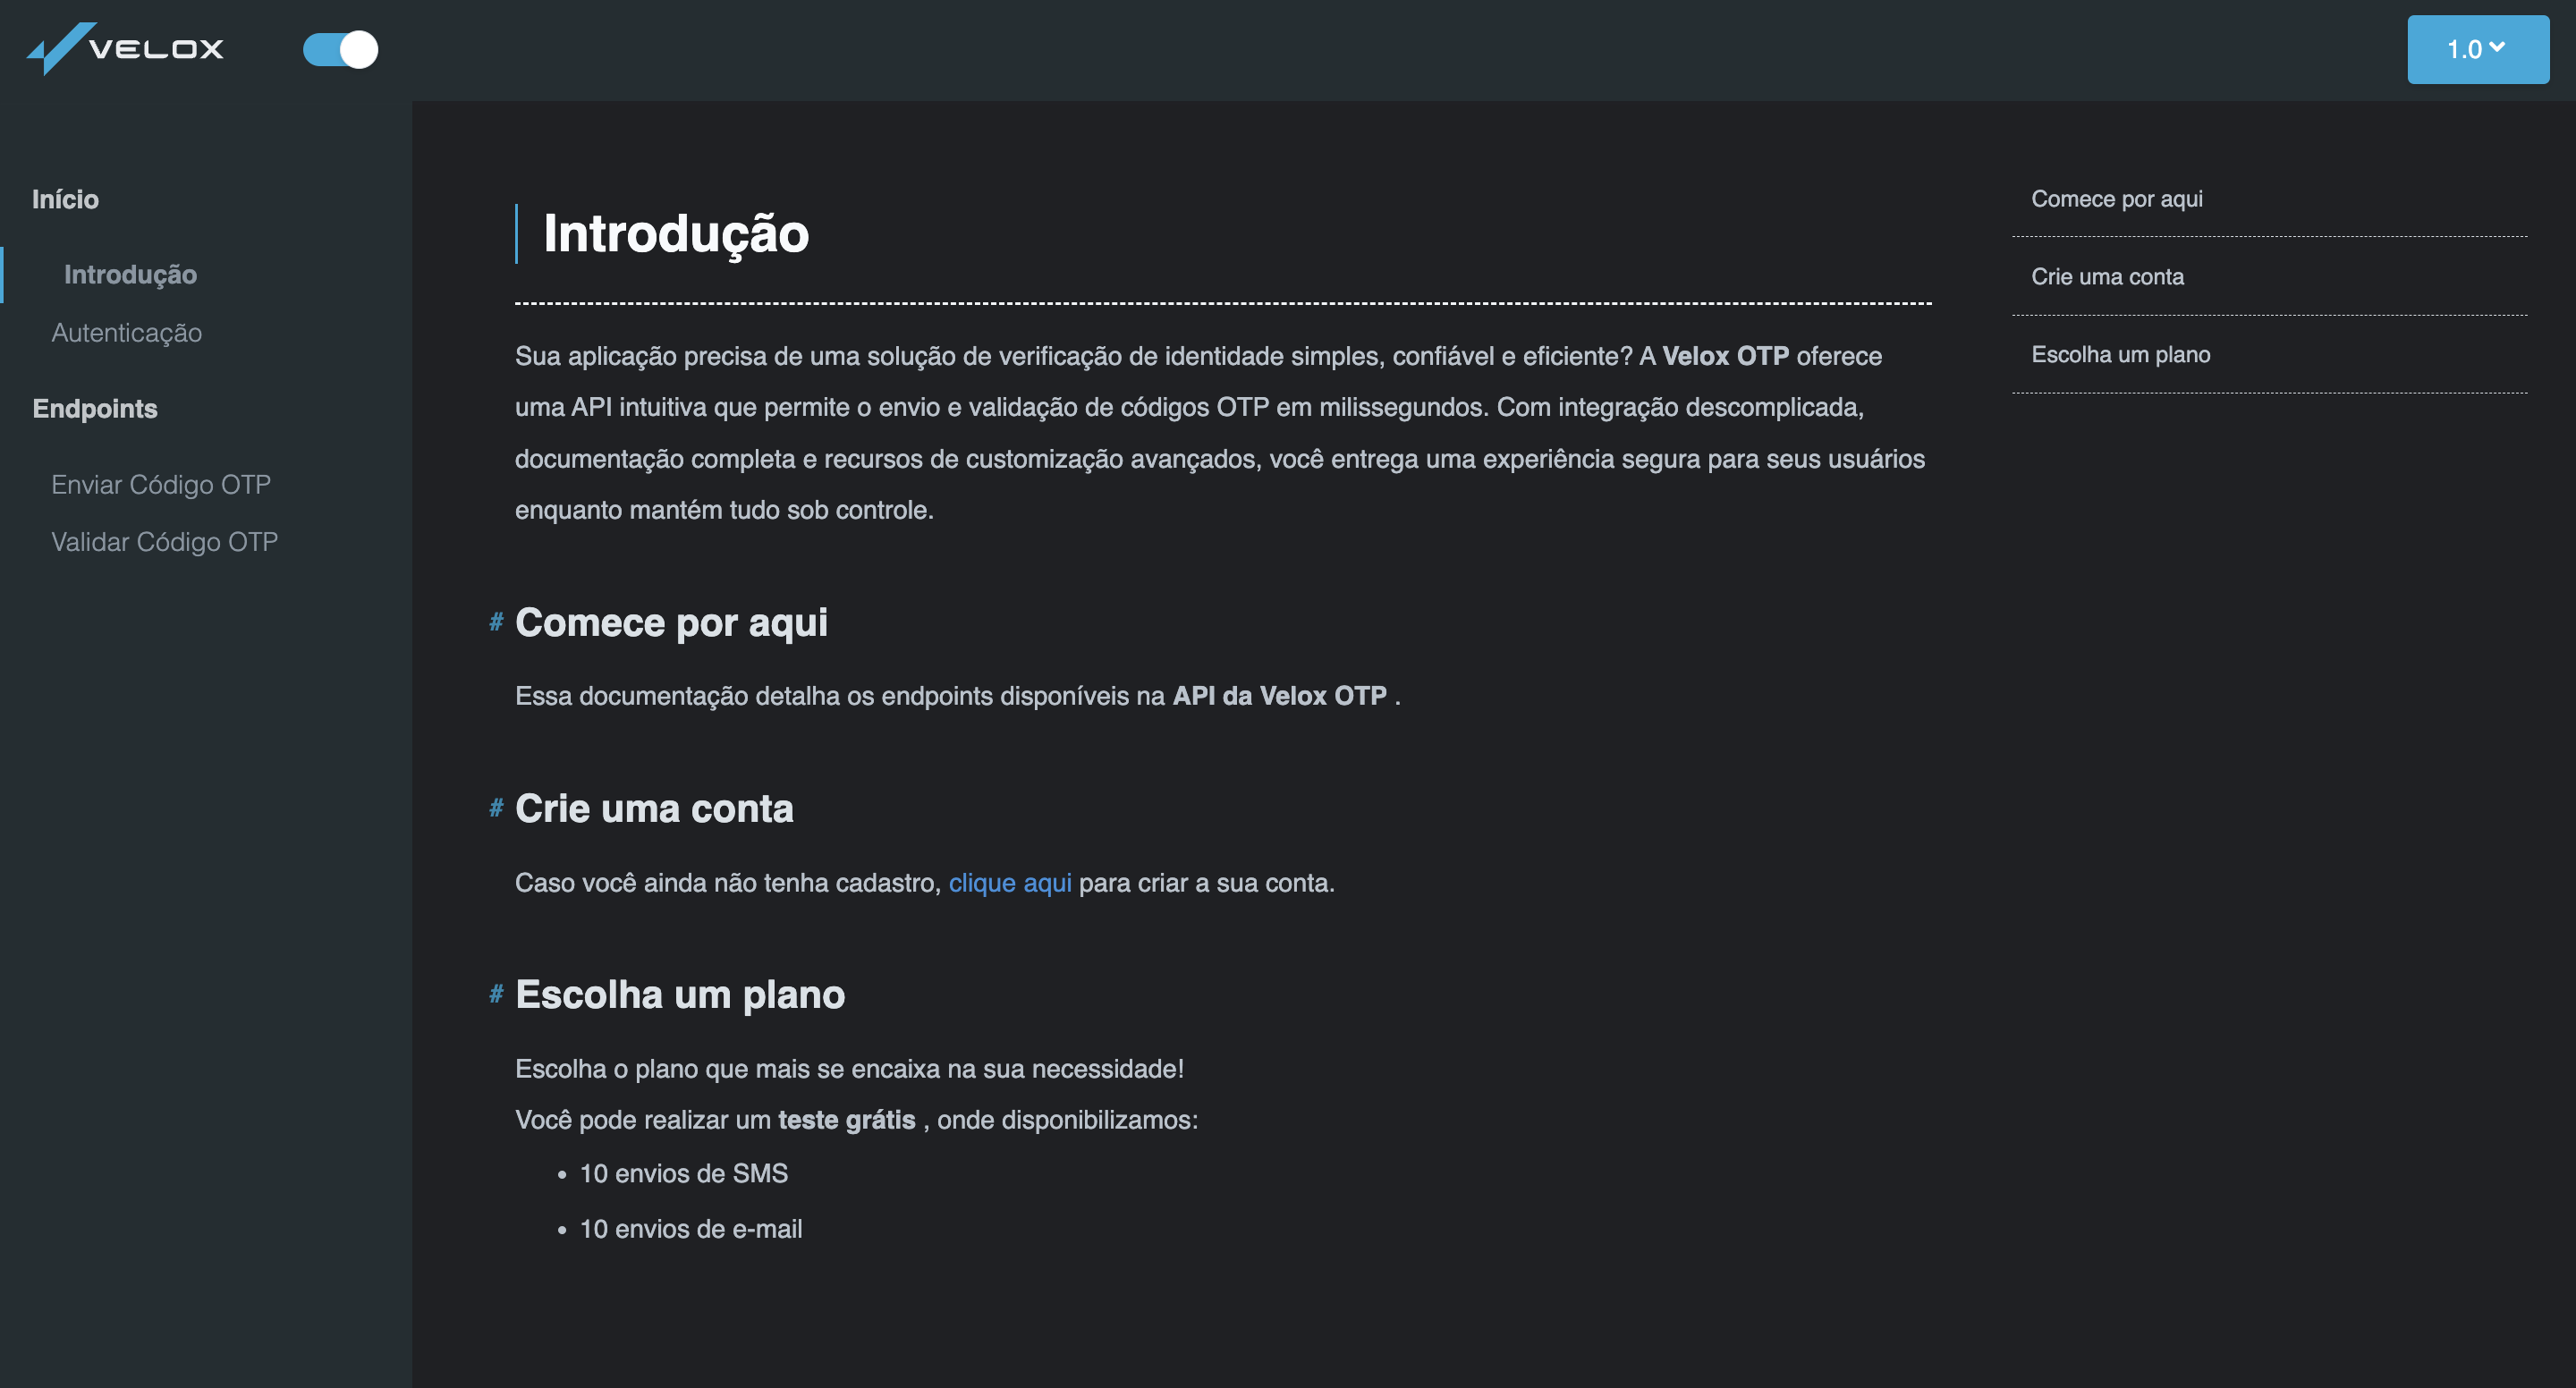 VELOX
1.0
Início
Introdução
Autenticação
Endpoints
Enviar Código OTP
Validar Código OTP
Introdução
Sua aplicação precisa de uma solução de verificação de identidade simples, confiável e eficiente? A Velox OTP oferece
uma API intuitiva que permite o envio e validação de códigos OTP em milissegundos. Com integração descomplicada,
documentação completa e recursos de customização avançados, você entrega uma experiência segura para seus usuários
enquanto mantém tudo sob controle.
# Comece por aqui
Essa documentação detalha os endpoints disponíveis na API da Velox OTP .
# Crie uma conta
Caso você ainda não tenha cadastro, clique aqui para criar a sua conta.
# Escolha um plano
Escolha o plano que mais se encaixa na sua necessidade!
Você pode realizar um teste grátis , onde disponibilizamos:
• 10 envios de SMS
• 10 envios de e-mail
Comece por aqui
Crie uma conta
Escolha um plano